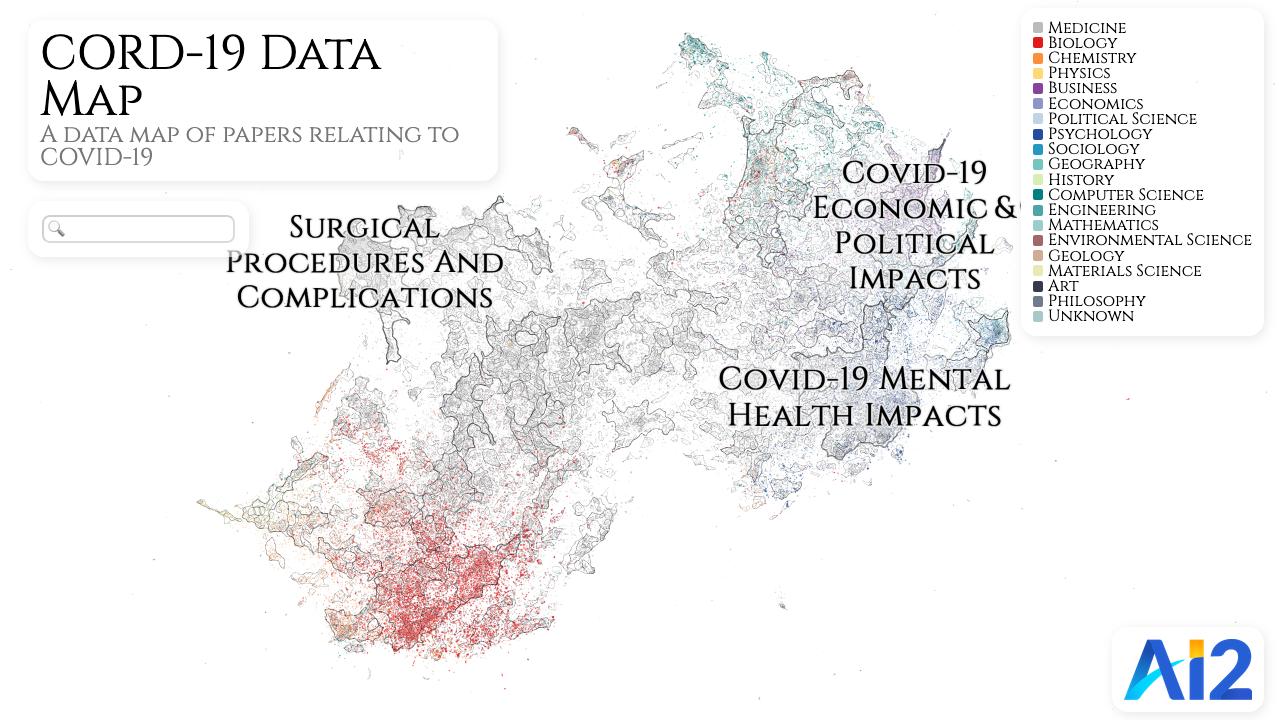 CORD-19 Data
Map
A data map of papers relating to
COVID-19
Surgical
Procedures And
Complications
Covid-19
Economic &
Political
Impacts
Covid-19 Mental
Health Impacts
Medicine
Biology
Chemistry
Physics
Business
Economics
Political Science
Psychology
Sociology
Geography
History
Computer Science
Engineering
Mathematics
Environmental Science
Geology
Materials Science
Art
Philosophy
Unknown
Ai2